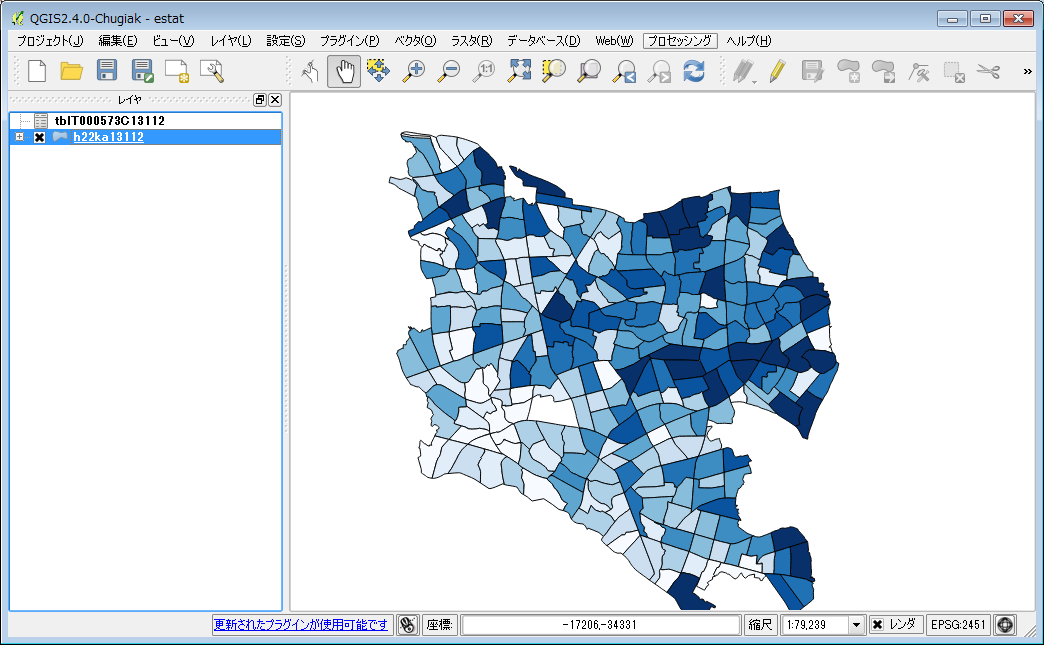 QGIS2.4.0-Chugiak - estat
プロジェクト(J) 編集(E) ビュー(V) レイヤ(L) 設定(S) プラグイン(P) ベクタ(O) ラスタ(R) データベース(D) Web(W) プロセッシング ヘルプ(H)
1:1
»
レイヤ
tblT000573C13112
h22ka13112
更新されたプラグインが使用可能です 座標: -17206,-34331 縮尺 1:79,239 レンダ EPSG:2451